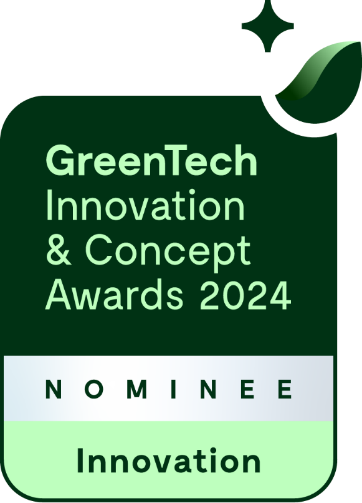 GreenTech
Innovation
& Concept
Awards 2024
NOMINEE
Innovation